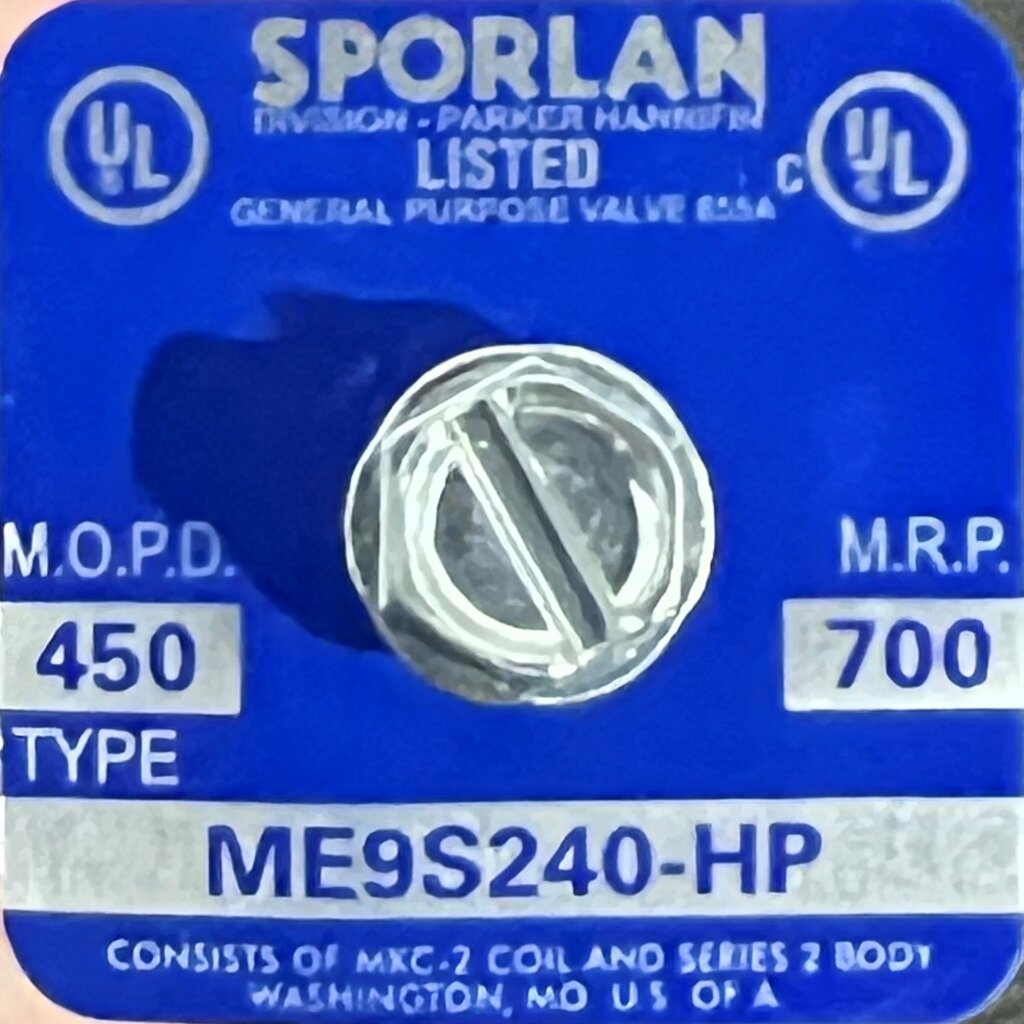 SPORLAN
DIVISION - PARKER HANNIFIN
UL
LISTED
C UL
GENERAL PURPOSE VALVE
M.O.P.D.
M.R.P.
450
700
TYPE
ME9S240-HP
CONSISTS OF MKC-2 COIL AND SERIES 2 BODY
WASHINGTON, MO U S OF A